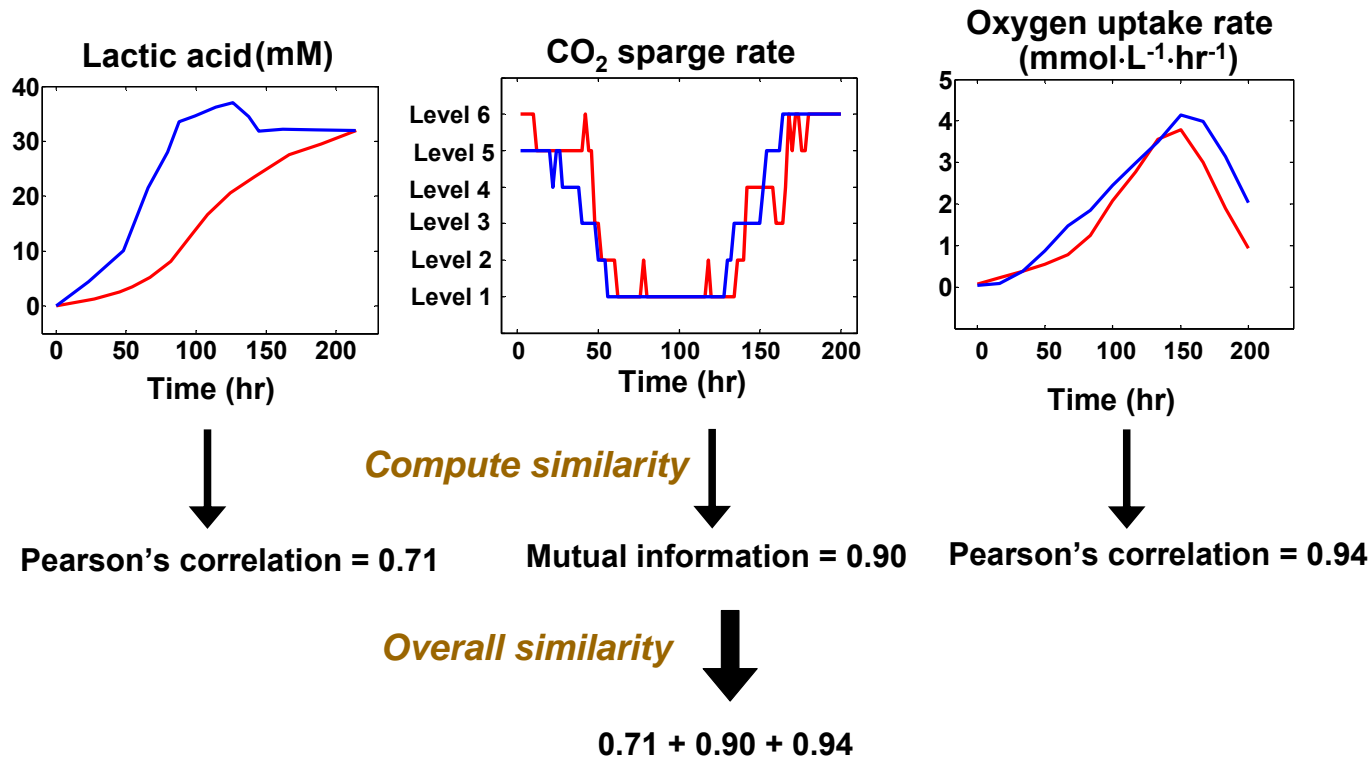 Lactic acid (mM)
40
30
20
10
0
0 50 100 150 200
Time (hr)
CO₂ sparge rate
Level 6
Level 5
Level 4
Level 3
Level 2
Level 1
0 50 100 150 200
Time (hr)
Oxygen uptake rate
(mmol·L⁻¹·hr⁻¹)
5
4
3
2
1
0
0 50 100 150 200
Time (hr)
Compute similarity
Pearson’s correlation = 0.71
Mutual information = 0.90
Pearson’s correlation = 0.94
Overall similarity
0.71 + 0.90 + 0.94